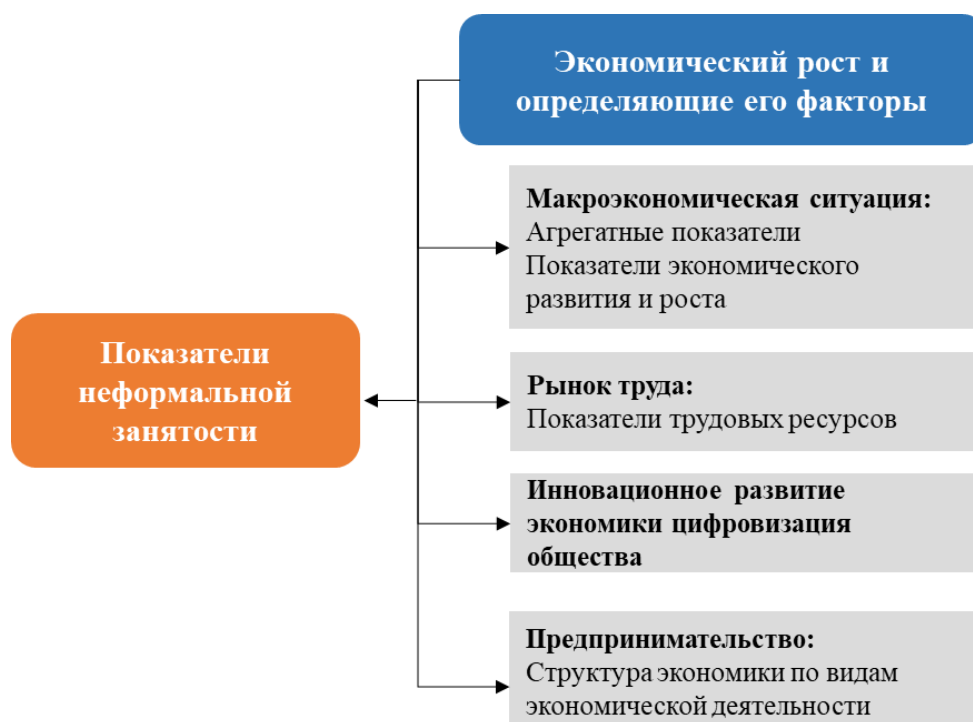 Экономический рост и
определяющие его факторы
Макроэкономическая ситуация:
Агрегатные показатели
Показатели экономического
развития и роста
Показатели
неформальной
занятости
Рынок труда:
Показатели трудовых ресурсов
Инновационное развитие
экономики цифровизация
общества
Предпринимательство:
Структура экономики по видам
экономической деятельности